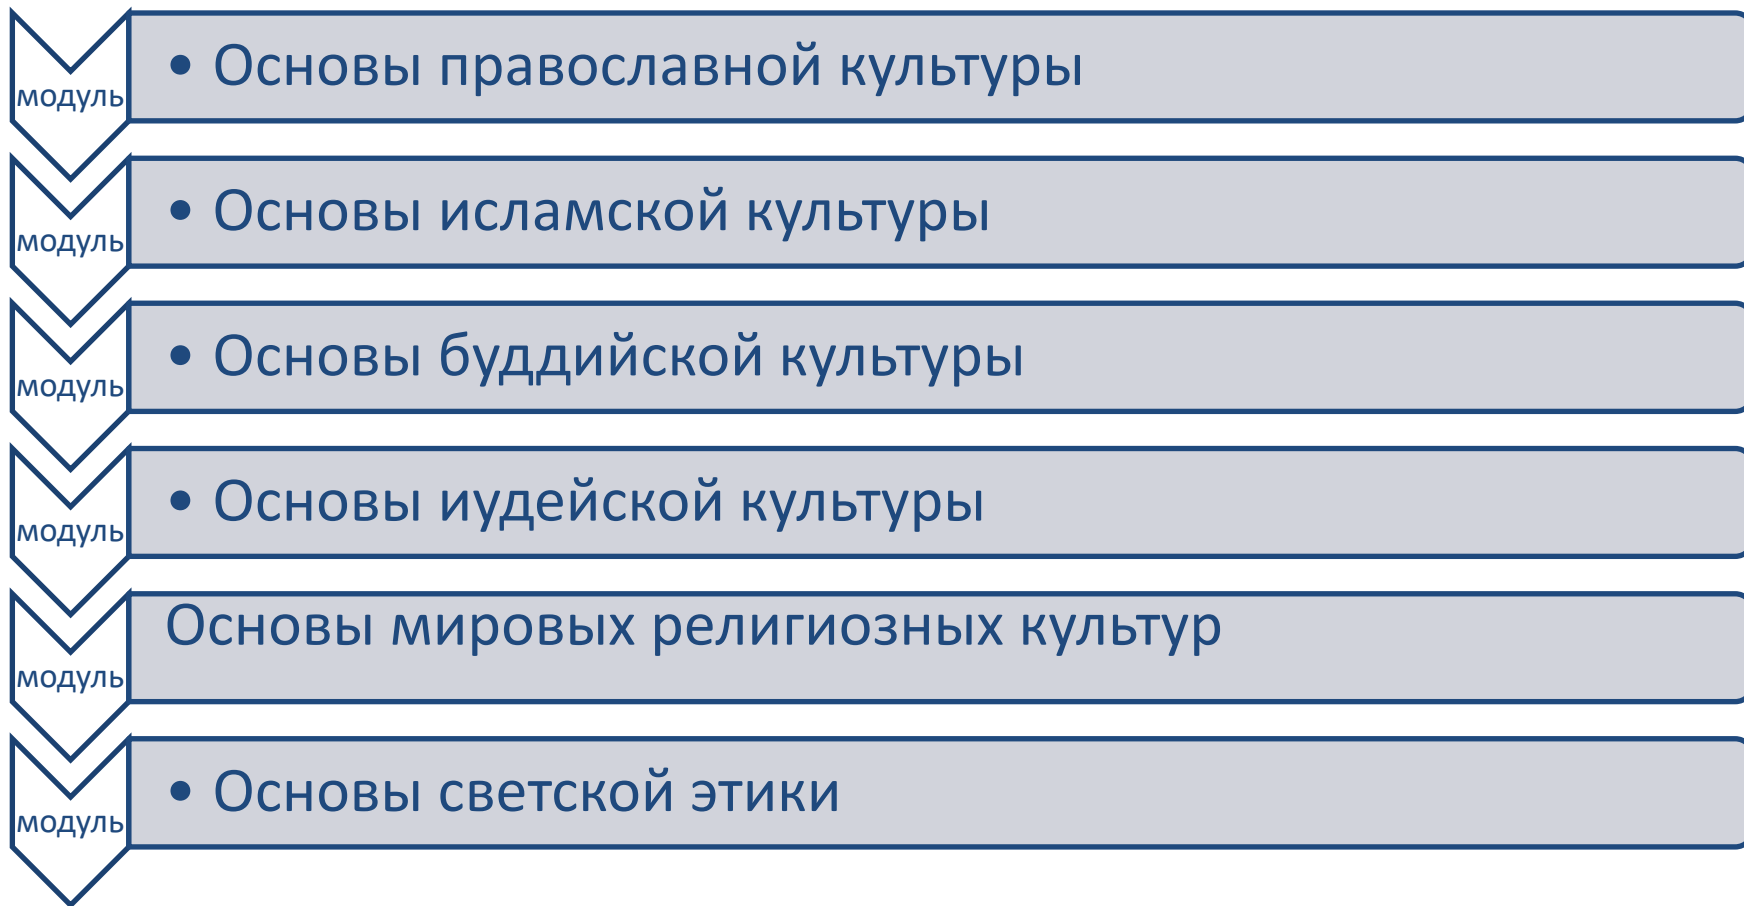 модуль
• Основы православной культуры
модуль
• Основы исламской культуры
модуль
• Основы буддийской культуры
модуль
• Основы иудейской культуры
модуль
Основы мировых религиозных культур
модуль
• Основы светской этики